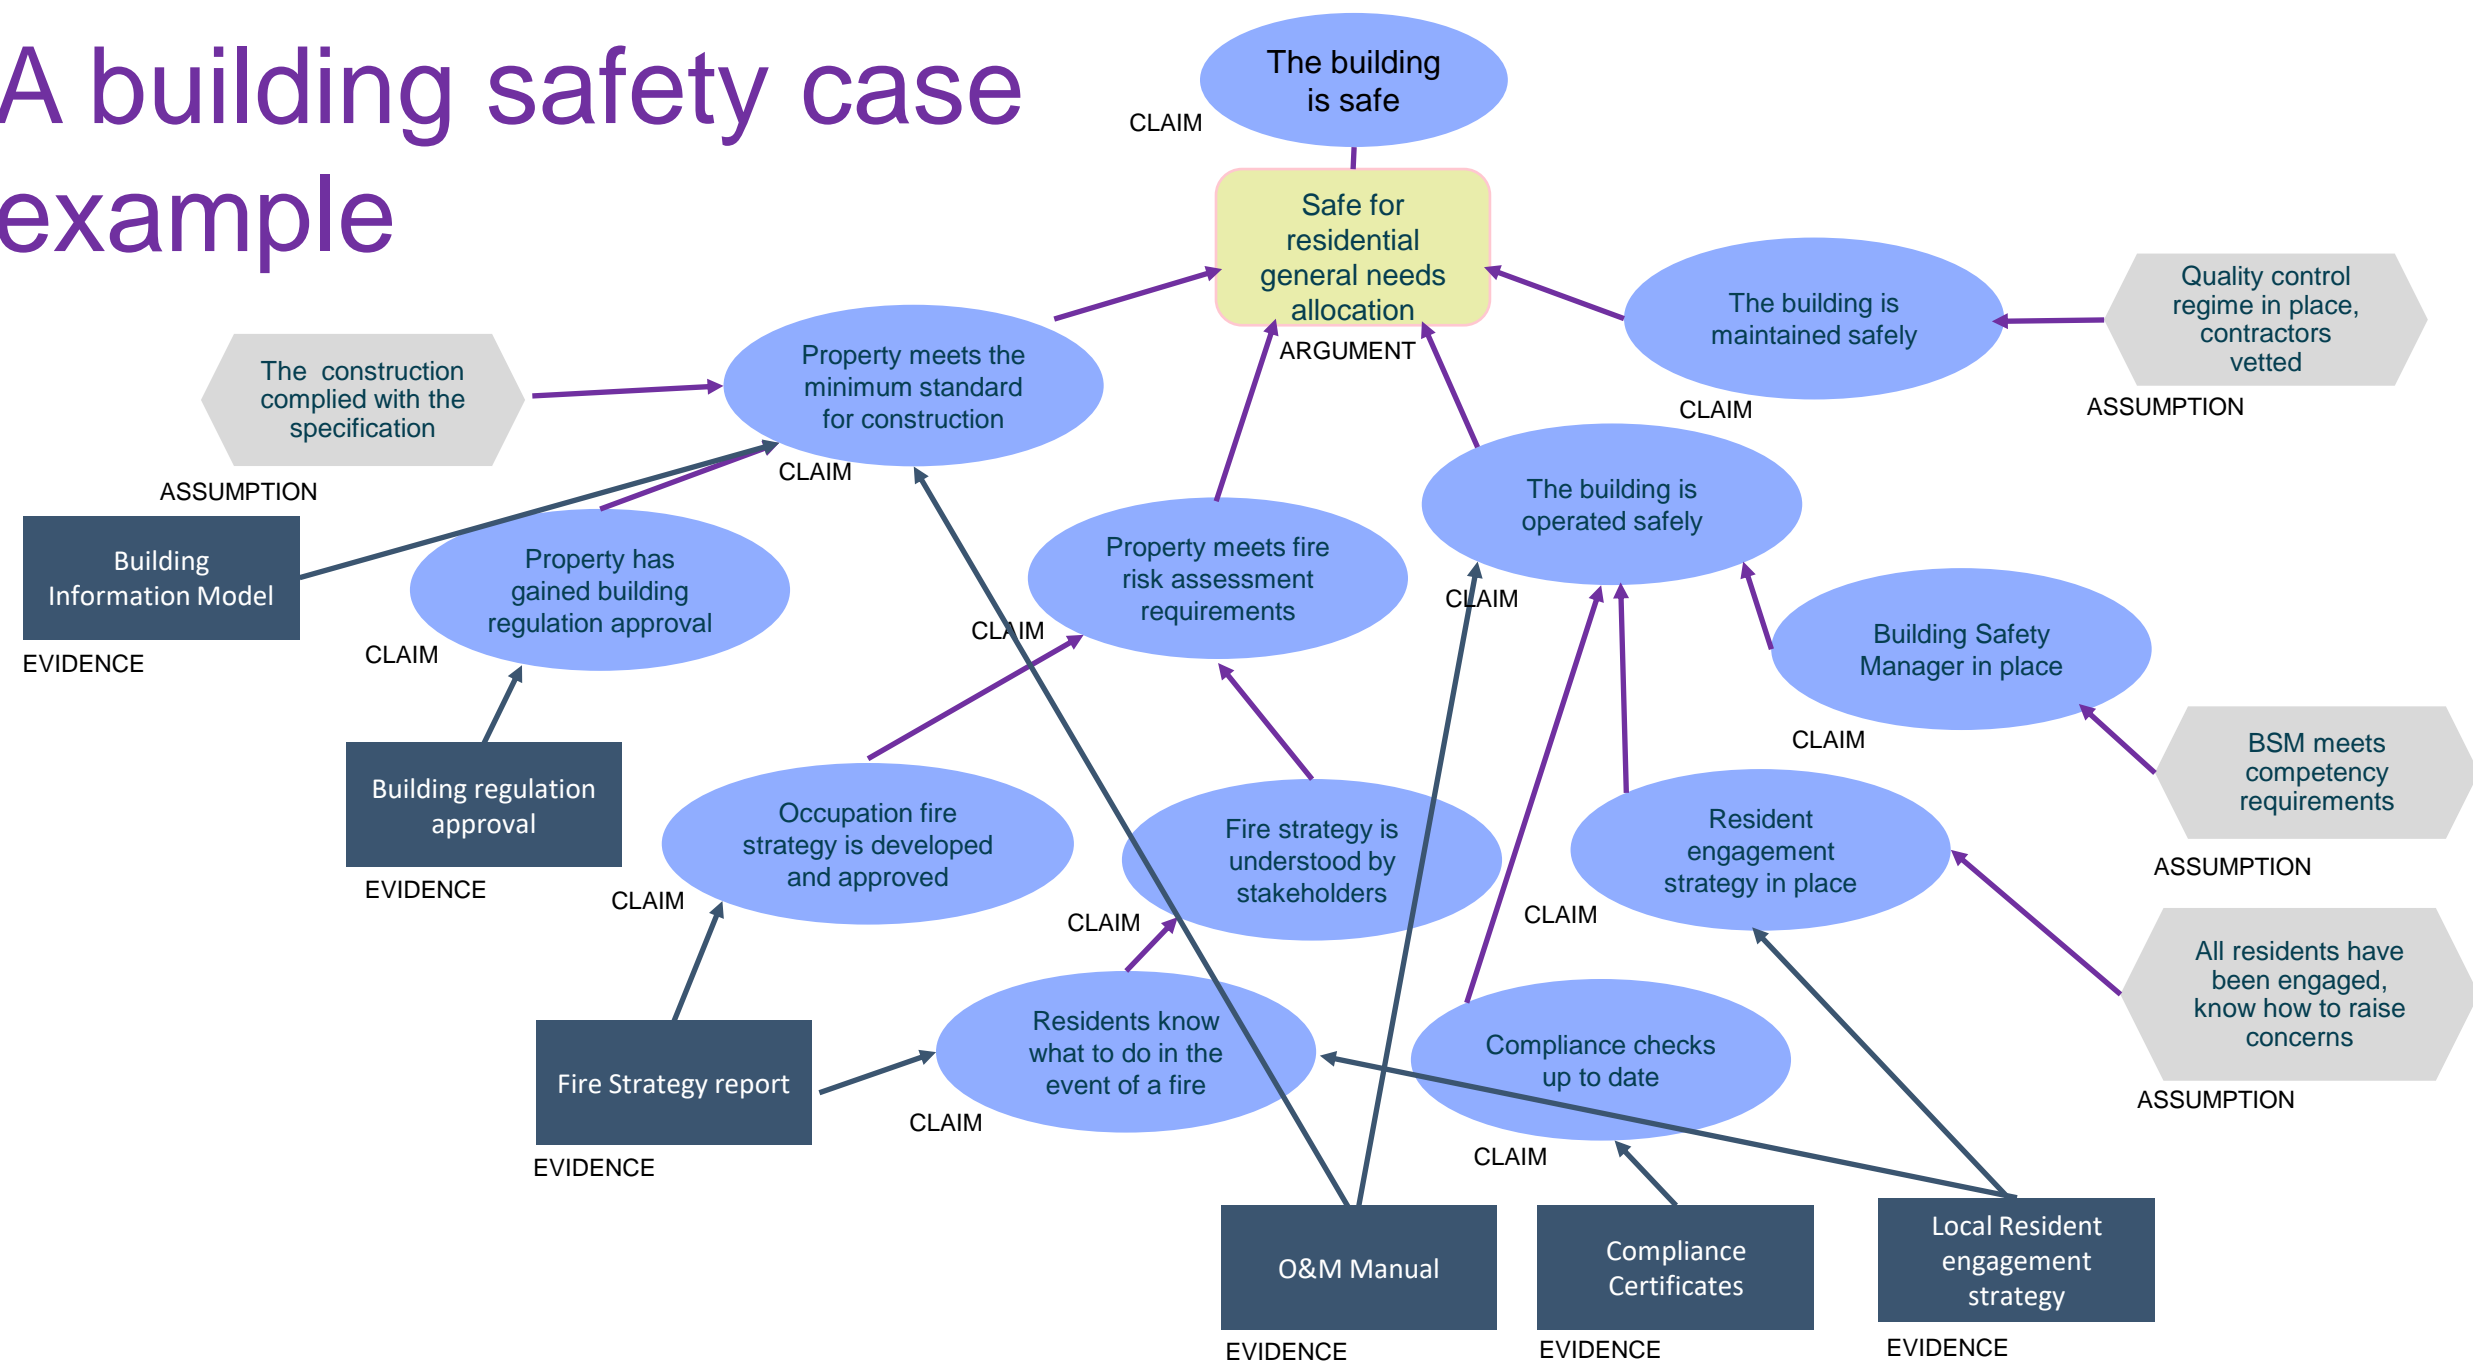 A building safety case
example
The building
is safe
CLAIM
Safe for
residential
general needs
allocation
ARGUMENT
The building is
maintained safely
CLAIM
Quality control
regime in place,
contractors
vetted
ASSUMPTION
The construction
complied with the
specification
ASSUMPTION
Property meets the
minimum standard
for construction
CLAIM
Building
Information Model
EVIDENCE
Property has
gained building
regulation approval
CLAIM
Property meets fire
risk assessment
requirements
CLAIM
The building is
operated safely
CLAIM
Building Safety
Manager in place
CLAIM
BSM meets
competency
requirements
ASSUMPTION
Building regulation
approval
EVIDENCE
Occupation fire
strategy is developed
and approved
CLAIM
Fire strategy is
understood by
stakeholders
CLAIM
Resident
engagement
strategy in place
CLAIM
All residents have
been engaged,
know how to raise
concerns
ASSUMPTION
Fire Strategy report
EVIDENCE
Residents know
what to do in the
event of a fire
CLAIM
Compliance checks
up to date
CLAIM
O&M Manual
EVIDENCE
Compliance
Certificates
EVIDENCE
Local Resident
engagement
strategy
EVIDENCE